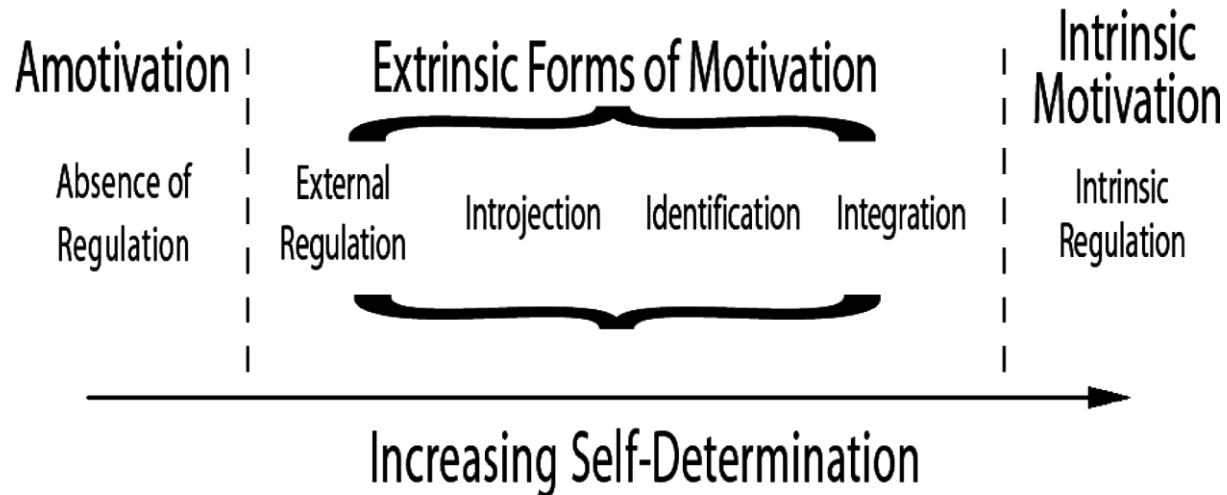 Amotivation
Extrinsic Forms of Motivation
Intrinsic
Motivation
Absence of
Regulation
External
Regulation
Introjection
Identification
Integration
Intrinsic
Regulation
Increasing Self-Determination